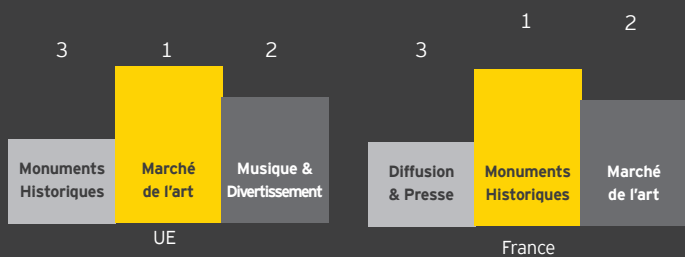 3
1
2
Monuments
Historiques
Marché
de l'art
Musique &
Divertissement
UE
3
1
2
Diffusion
& Presse
Monuments
Historiques
Marché
de l'art
France